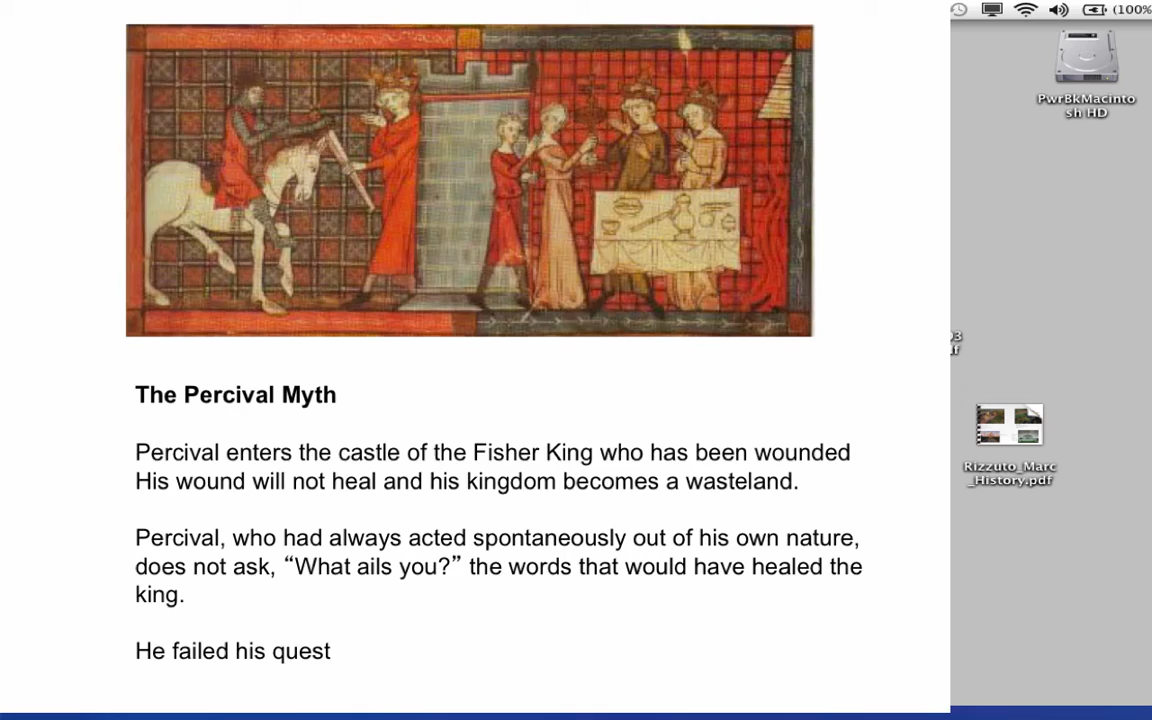 (100%
PwrBkMacinto
sh HD
The Percival Myth
Percival enters the castle of the Fisher King who has been wounded
His wound will not heal and his kingdom becomes a wasteland.
Percival, who had always acted spontaneously out of his own nature,
does not ask, “What ails you?” the words that would have healed the
king.
He failed his quest
Rizzuto_Marc
_History.pdf